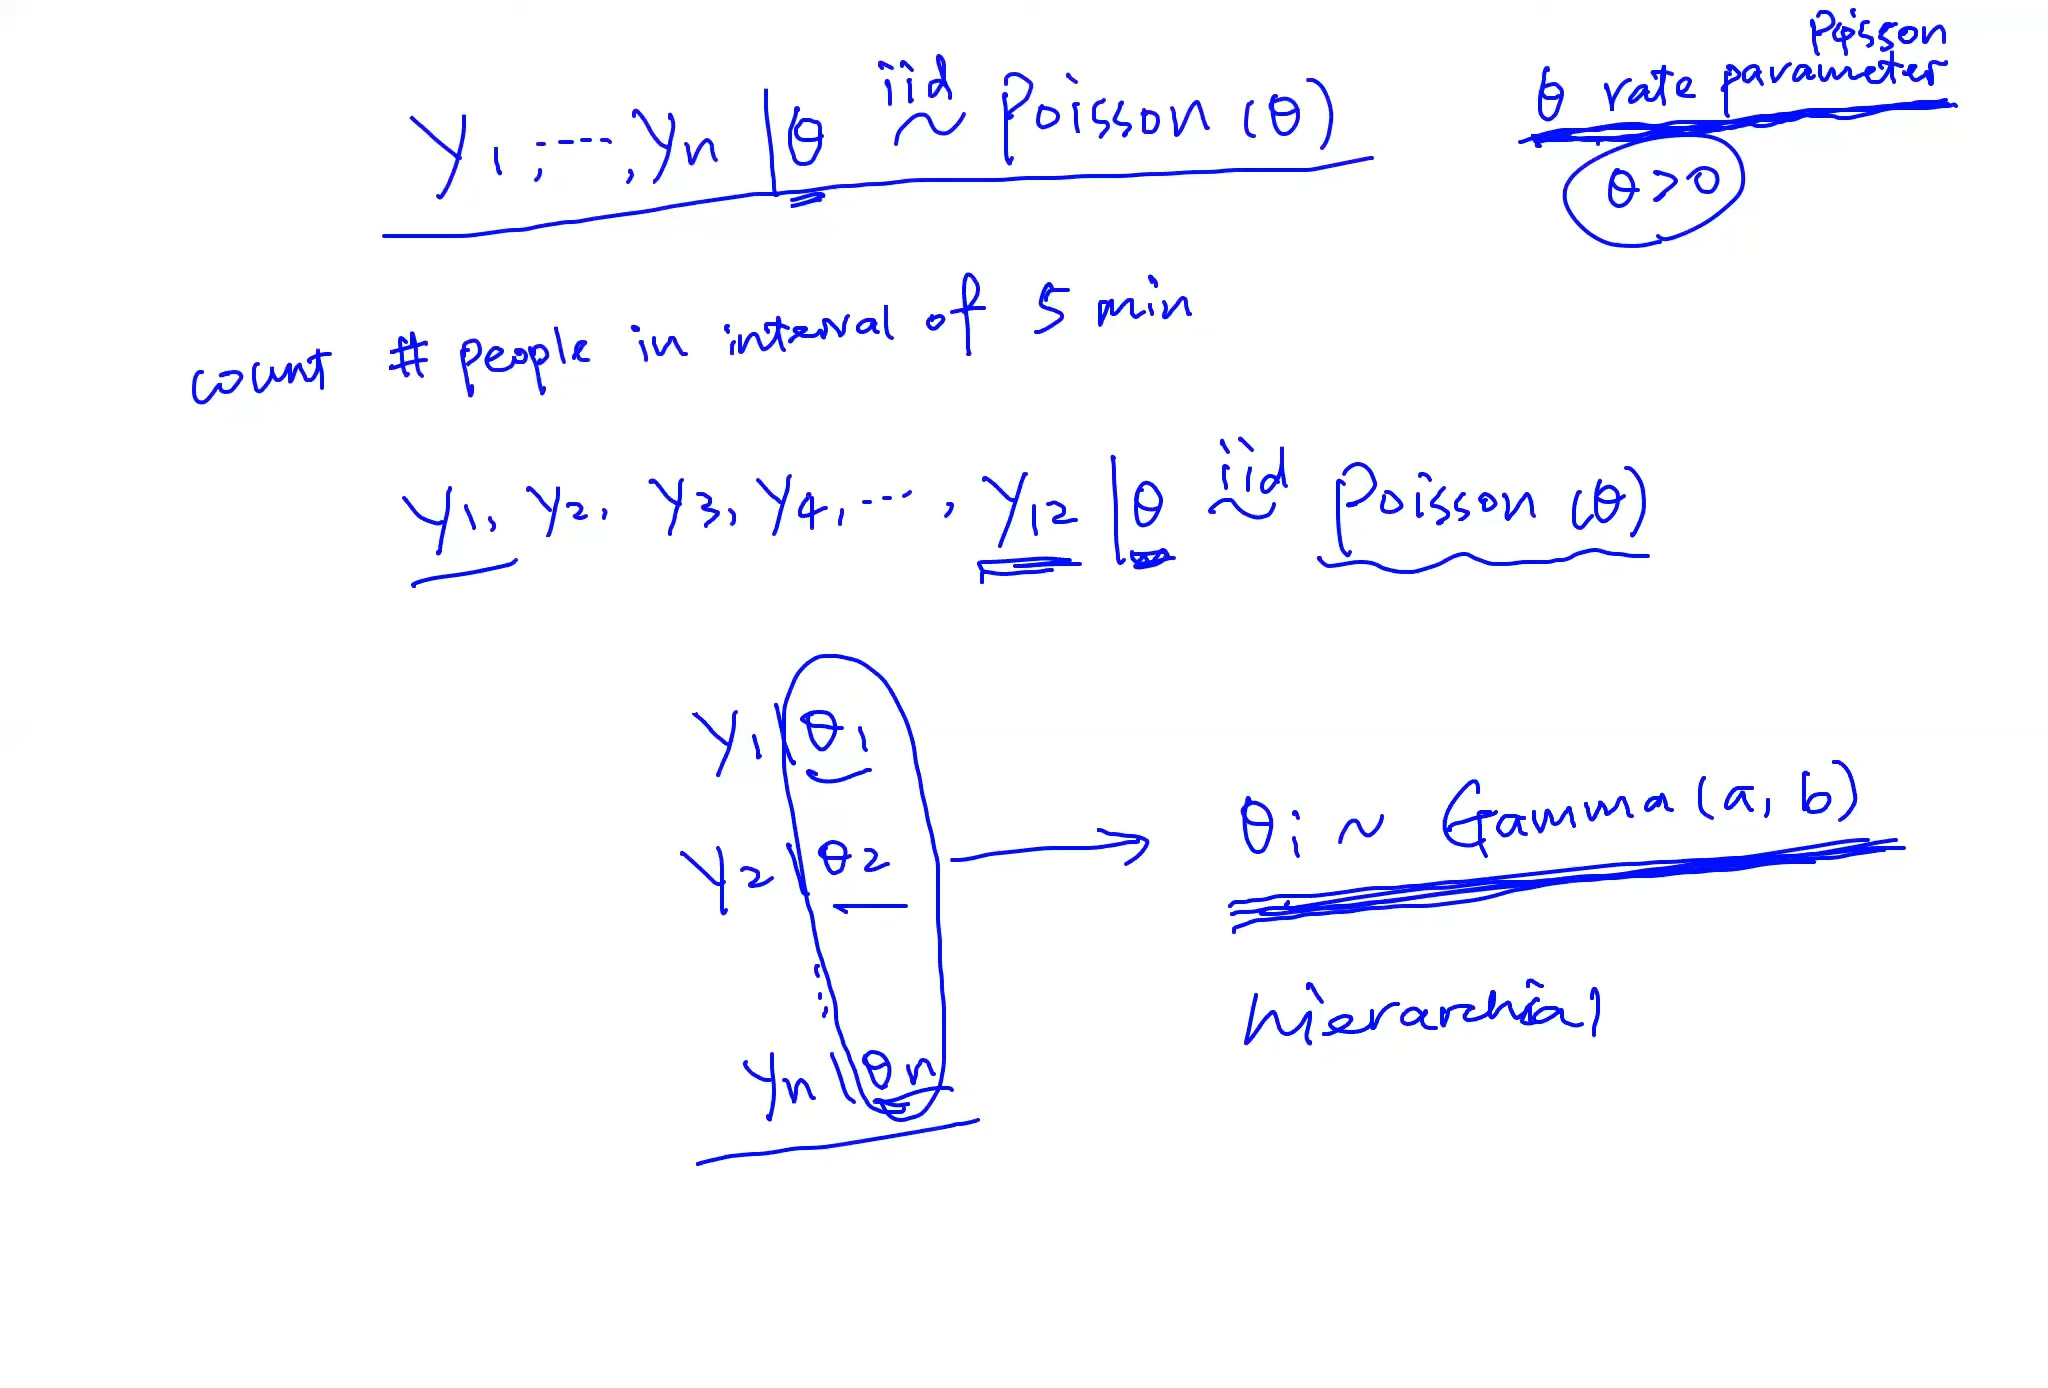 Poisson
θ rate parameter
y1, ..., yn | θ iid ~ Poisson (θ)
θ>0
count # people in interval of 5 min
y1, y2, y3, y4, ..., y12 | θ iid ~ Poisson (θ)
y1 | θ1
y2 | θ2
θi ~ Gamma (a, b)
⋮
hierarchial
yn | θn